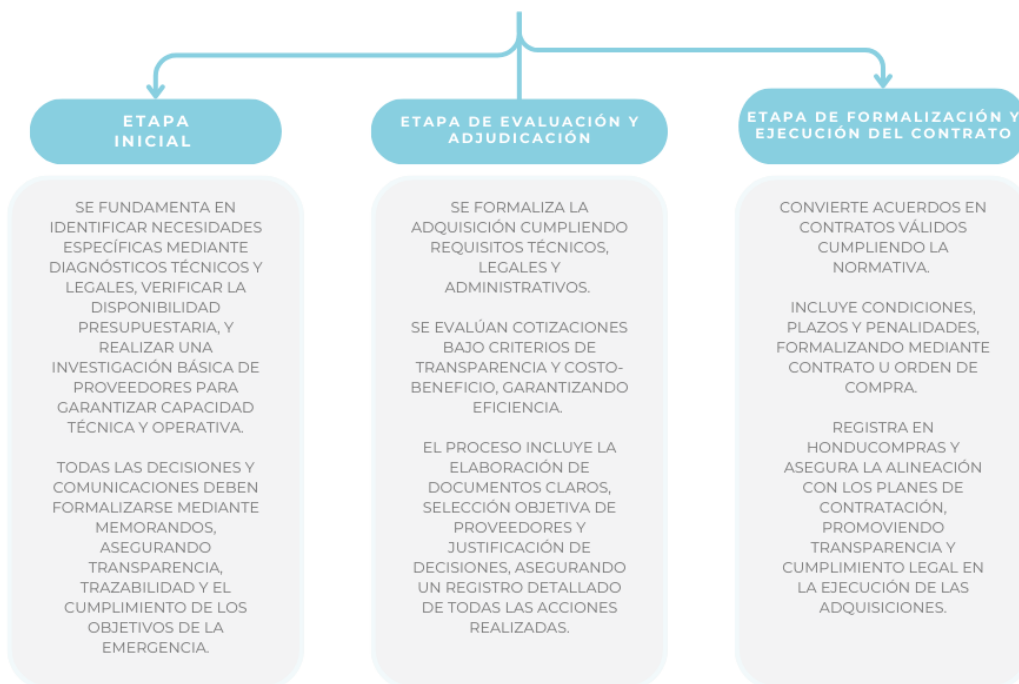 ETAPA
INICIAL
SE FUNDAMENTA EN
IDENTIFICAR NECESIDADES
ESPECÍFICAS MEDIANTE
DIAGNÓSTICOS TÉCNICOS Y
LEGALES, VERIFICAR LA
DISPONIBILIDAD
PRESUPUESTARIA, Y
REALIZAR UNA
INVESTIGACIÓN BÁSICA DE
PROVEEDORES PARA
GARANTIZAR CAPACIDAD
TÉCNICA Y OPERATIVA.
TODAS LAS DECISIONES Y
COMUNICACIONES DEBEN
FORMALIZARSE MEDIANTE
MEMORANDOS,
ASEGURANDO
TRANSPARENCIA,
TRAZABILIDAD Y EL
CUMPLIMIENTO DE LOS
OBJETIVOS DE LA
EMERGENCIA.
ETAPA DE EVALUACIÓN Y
ADJUDICACIÓN
SE FORMALIZA LA
ADQUISICIÓN CUMPLIENDO
REQUISITOS TÉCNICOS,
LEGALES Y
ADMINISTRATIVOS.
SE EVALÚAN COTIZACIONES
BAJO CRITERIOS DE
TRANSPARENCIA Y COSTO-
BENEFICIO, GARANTIZANDO
EFICIENCIA.
EL PROCESO INCLUYE LA
ELABORACIÓN DE
DOCUMENTOS CLAROS,
SELECCIÓN OBJETIVA DE
PROVEEDORES Y
JUSTIFICACIÓN DE
DECISIONES, ASEGURANDO
UN REGISTRO DETALLADO
DE TODAS LAS ACCIONES
REALIZADAS.
ETAPA DE FORMALIZACIÓN Y
EJECUCIÓN DEL CONTRATO
CONVIERTE ACUERDOS EN
CONTRATOS VÁLIDOS
CUMPLIENDO LA
NORMATIVA.
INCLUYE CONDICIONES,
PLAZOS Y PENALIDADES,
FORMALIZANDO MEDIANTE
CONTRATO U ORDEN DE
COMPRA.
REGISTRA EN
HONDUCOMPRAS Y
ASEGURA LA ALINEACIÓN
CON LOS PLANES DE
CONTRATACIÓN,
PROMOVIENDO
TRANSPARENCIA Y
CUMPLIMIENTO LEGAL EN
LA EJECUCIÓN DE LAS
ADQUISICIONES.